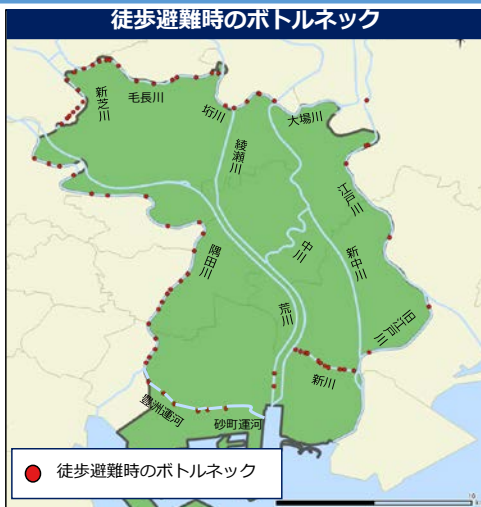 徒歩避難時のボトルネック
新芝川
毛長川
垳川
大場川
綾瀬川
江戸川
中川
新中川
隅田川
荒川
旧江戸川
新川
豊洲運河
砂町運河
徒歩避難時のボトルネック